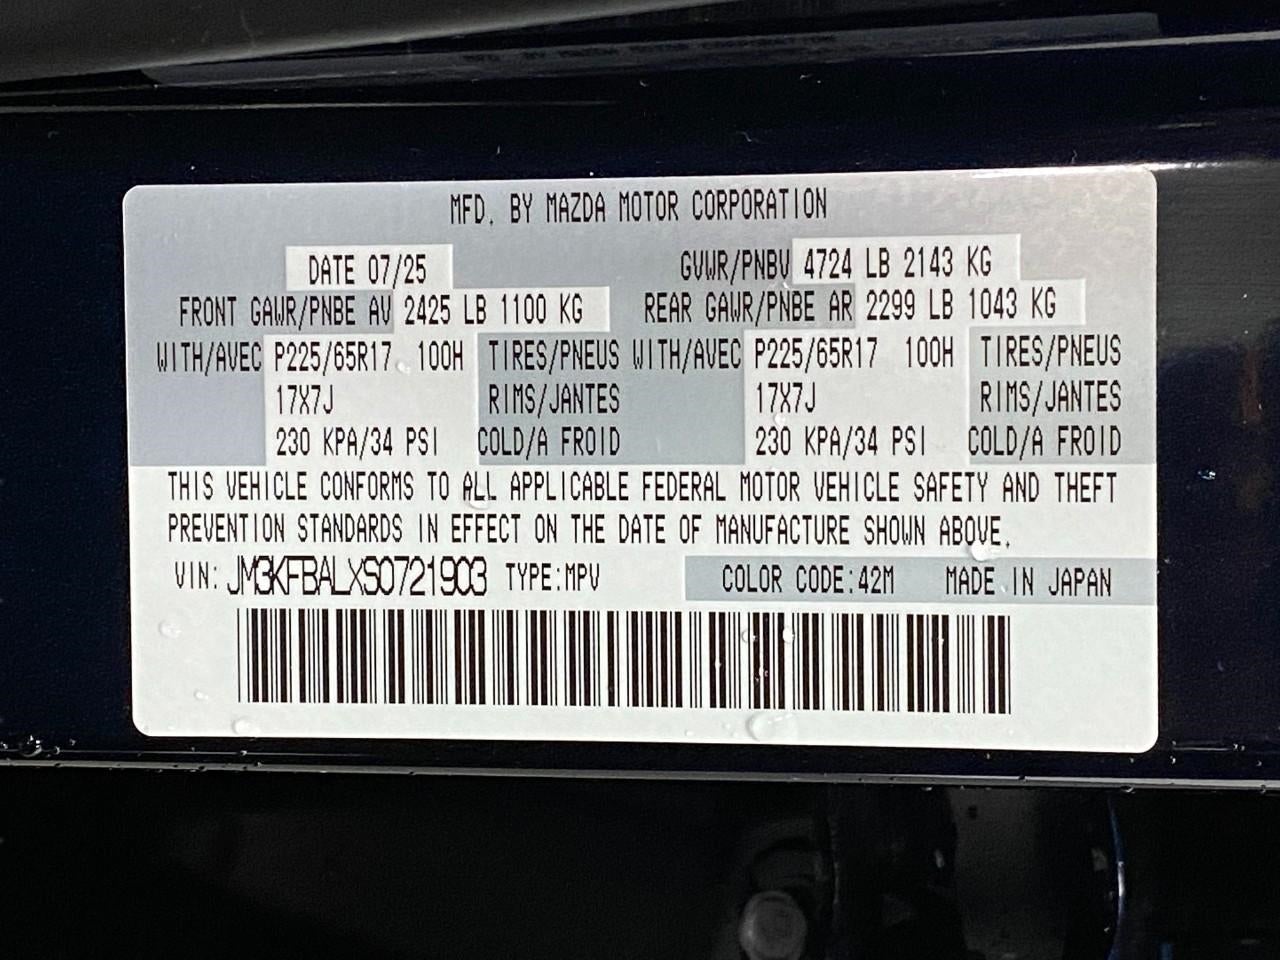 MFD. BY MAZDA MOTOR CORPORATION
DATE 07/25 GVWR/PNBV 4724 LB 2143 KG
FRONT GAWR/PNBE AV 2425 LB 1100 KG REAR GAWR/PNBE AR 2299 LB 1043 KG
WITH/AVEC P225/65R17 100H TIRES/PNEUS WITH/AVEC P225/65R17 100H TIRES/PNEUS
17X7J RIMS/JANTES 17X7J RIMS/JANTES
230 KPA/34 PSI COLD/A FROID 230 KPA/34 PSI COLD/A FROID
THIS VEHICLE CONFORMS TO ALL APPLICABLE FEDERAL MOTOR VEHICLE SAFETY AND THEFT
PREVENTION STANDARDS IN EFFECT ON THE DATE OF MANUFACTURE SHOWN ABOVE.
VIN: JM3KFBALXS0721903 TYPE:MPV COLOR CODE:42M MADE IN JAPAN